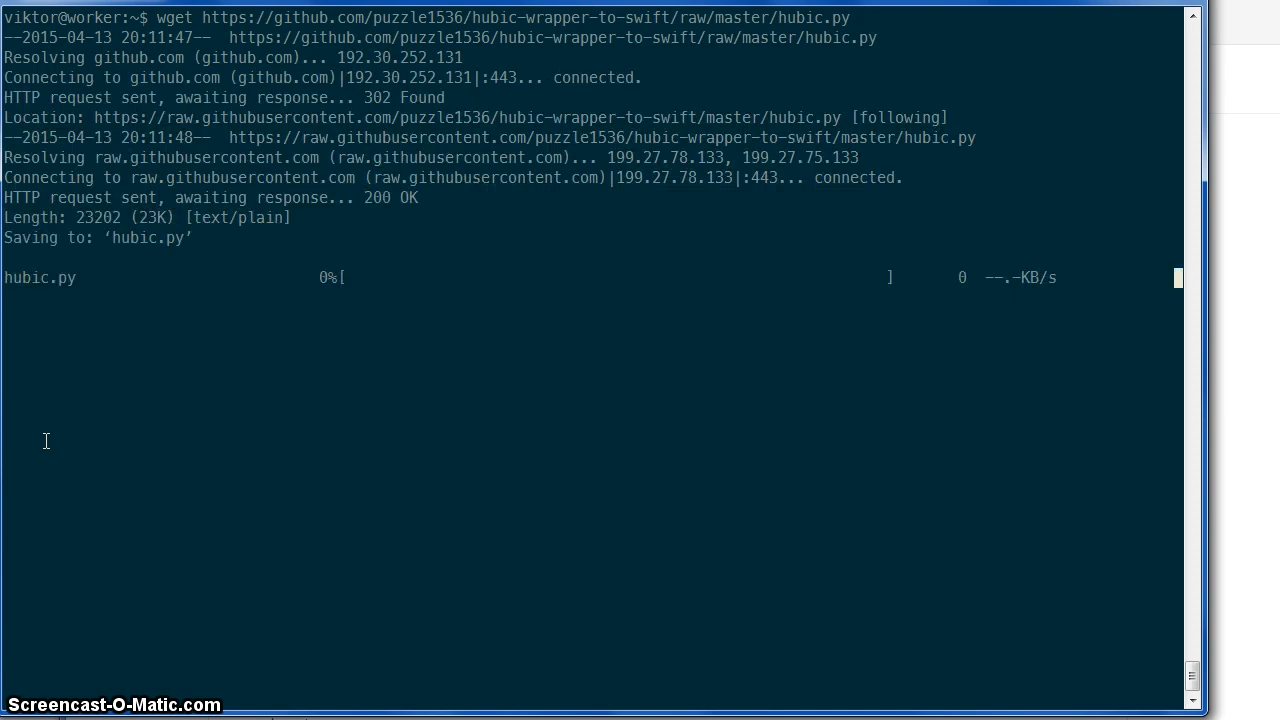 viktor@worker:~$ wget https://github.com/puzzle1536/hubic-wrapper-to-swift/raw/master/hubic.py
--2015-04-13 20:11:47-- https://github.com/puzzle1536/hubic-wrapper-to-swift/raw/master/hubic.py
Resolving github.com (github.com)... 192.30.252.131
Connecting to github.com (github.com)|192.30.252.131|:443... connected.
HTTP request sent, awaiting response... 302 Found
Location: https://raw.githubusercontent.com/puzzle1536/hubic-wrapper-to-swift/master/hubic.py [following]
--2015-04-13 20:11:48-- https://raw.githubusercontent.com/puzzle1536/hubic-wrapper-to-swift/master/hubic.py
Resolving raw.githubusercontent.com (raw.githubusercontent.com)... 199.27.78.133, 199.27.75.133
Connecting to raw.githubusercontent.com (raw.githubusercontent.com)|199.27.78.133|:443... connected.
HTTP request sent, awaiting response... 200 OK
Length: 23202 (23K) [text/plain]
Saving to: ‘hubic.py’
hubic.py 0%[ ] 0 --.-KB/s
Screencast-O-Matic.com